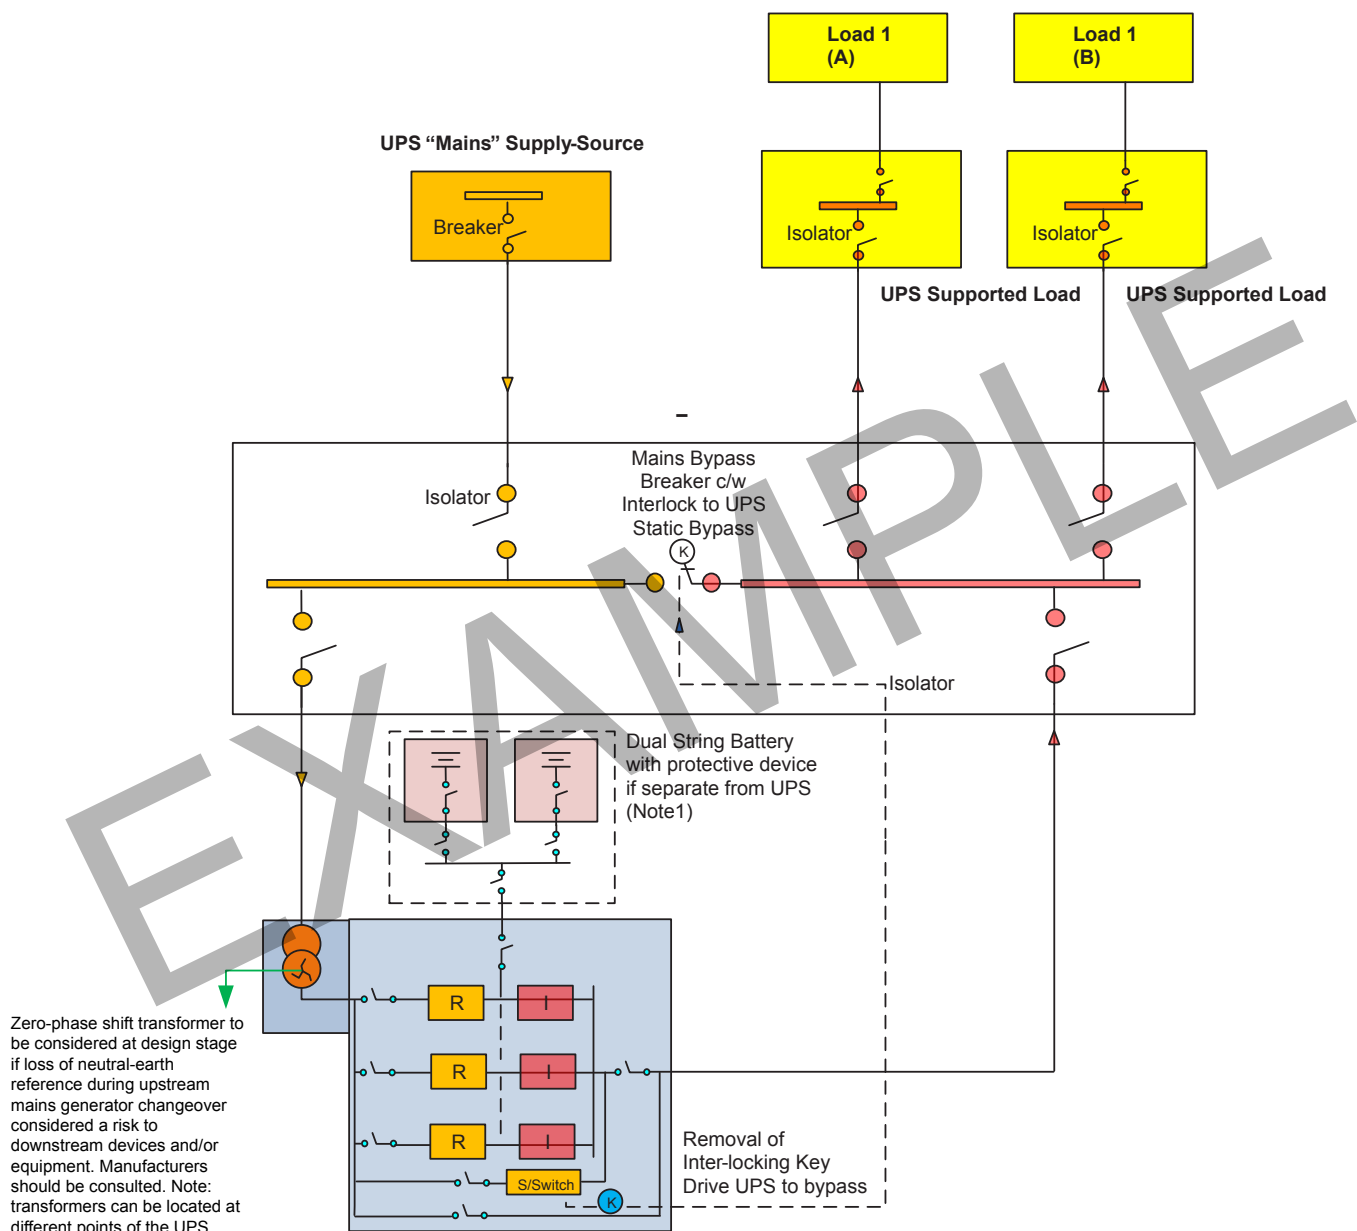 Load 1
(A)
Load 1
(B)
UPS “Mains” Supply-Source
Breaker
Isolator
Isolator
UPS Supported Load
UPS Supported Load
–
Isolator
Mains Bypass
Breaker c/w
Interlock to UPS
Static Bypass
K
Isolator
Dual String Battery
with protective device
if separate from UPS
(Note1)
R
I
R
I
R
I
S/Switch
K
Removal of
Inter-locking Key
Drive UPS to bypass
Zero-phase shift transformer to
be considered at design stage
if loss of neutral-earth
reference during upstream
mains generator changeover
considered a risk to
downstream devices and/or
equipment. Manufacturers
should be consulted. Note:
transformers can be located at
different points of the UPS
EXAMPLE